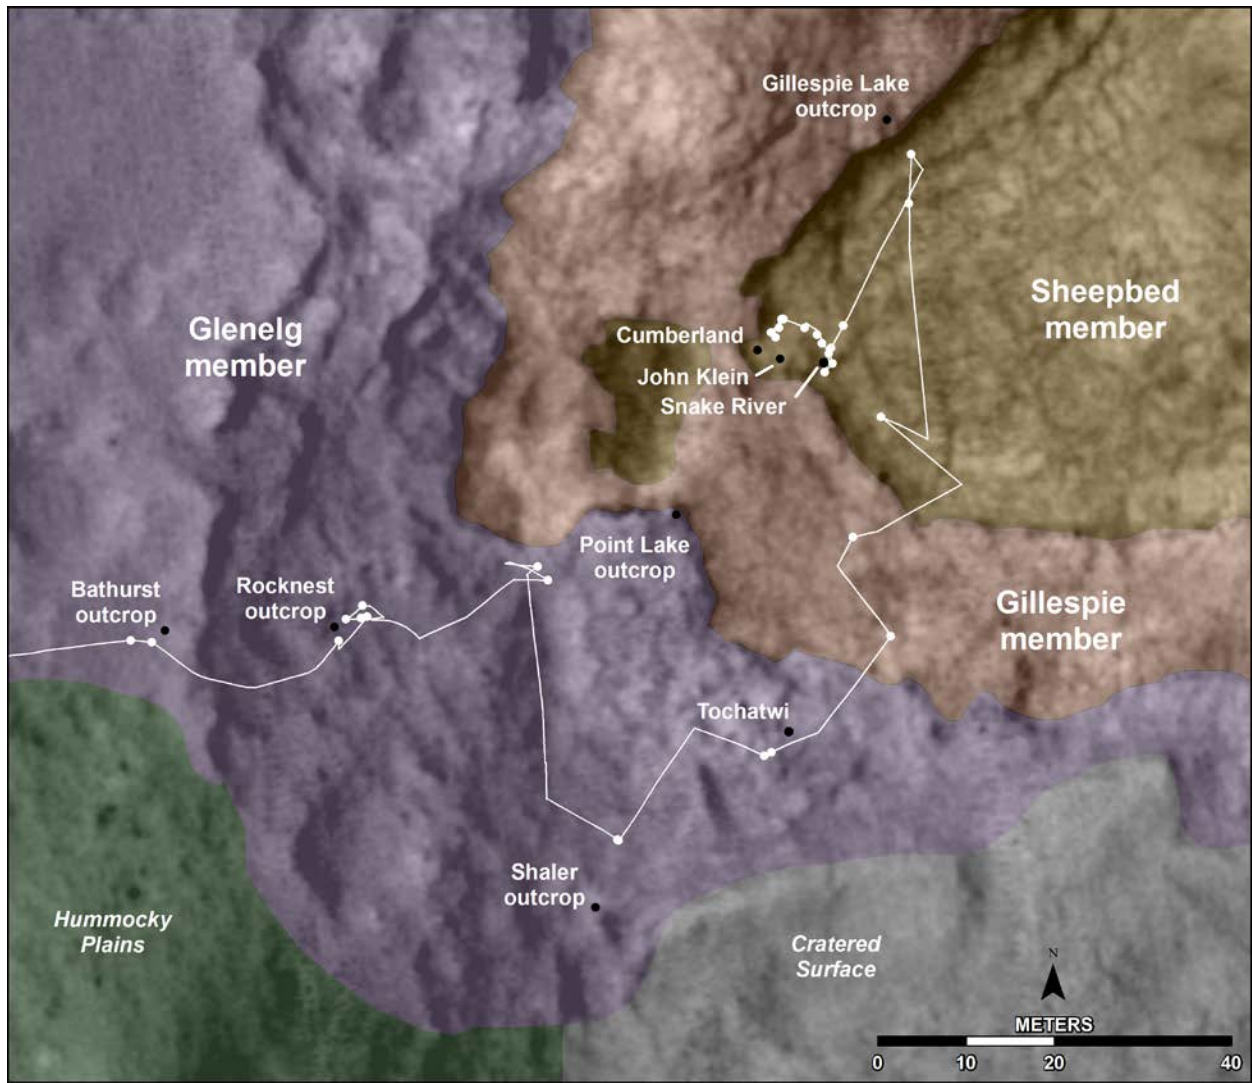 Gillespie Lake
outcrop
Sheepbed
member
Glenelg
member
Cumberland
John Klein
Snake River
Point Lake
outcrop
Bathurst
outcrop
Rocknest
outcrop
Gillespie
member
Tochatwi
Shaler
outcrop
Hummocky
Plains
Cratered
Surface
N
METERS
0 10 20 40